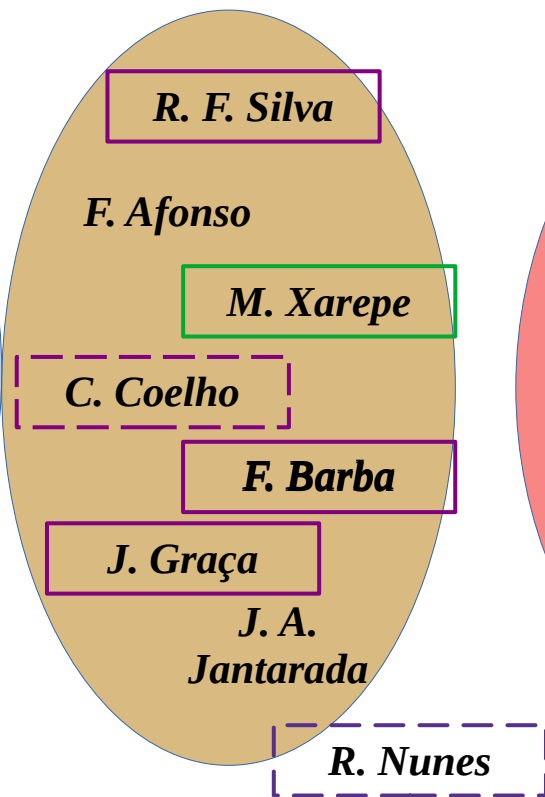 R. F. Silva
F. Afonso
M. Xarepe
C. Coelho
F. Barba
J. Graça
J. A.
Jantarada
R. Nunes